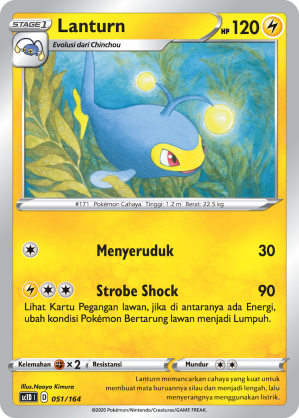 STAGE 1 Lanturn HP 120
Evolusi dari Chinchou
#171 Pokémon Cahaya Tinggi: 1.2 m Berat: 22.5 kg
Menyeruduk 30
Strobe Shock 90
Lihat Kartu Pegangan lawan, jika di antaranya ada Energi,
ubah kondisi Pokémon Bertarung lawan menjadi Lumpuh.
Kelemahan ×2 Kekebalan Mundur
Illus. Naoyo Kimura
sc1D I D 051/164
Lanturn memancarkan cahaya yang kuat untuk
membuat mata buruannya silau dan menjadi lengah, lalu
menyerangnya menggunakan listrik.
©2020 Pokémon/Nintendo/Creatures/GAME FREAK.